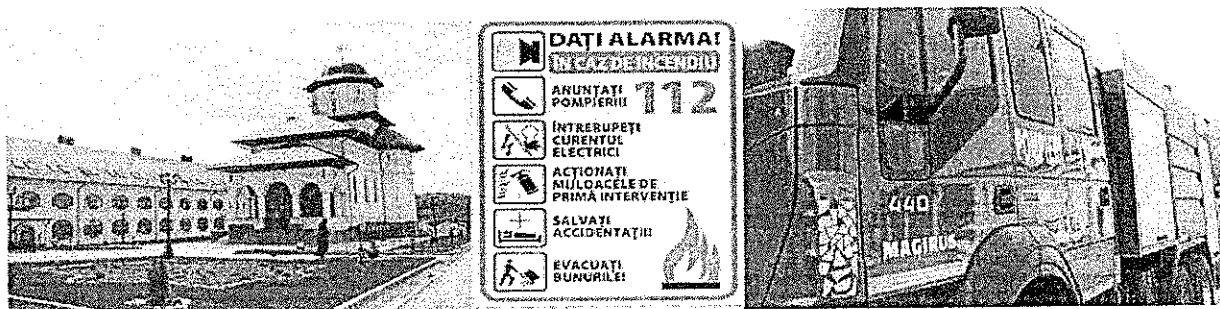 DAȚI ALARMA!
ÎN CAZ DE INCENDIU
ANUNȚAȚI
POMPIERII!
112
ÎNTRERUPEȚI
CURENTUL
ELECTRIC!
ACȚIONAȚI
MIJLOACELE DE
PRIMĂ INTERVENȚIE
SALVAȚI
ACCIDENTAȚII!
EVACUAȚI
BUNURILE!
440
MAGIRUS